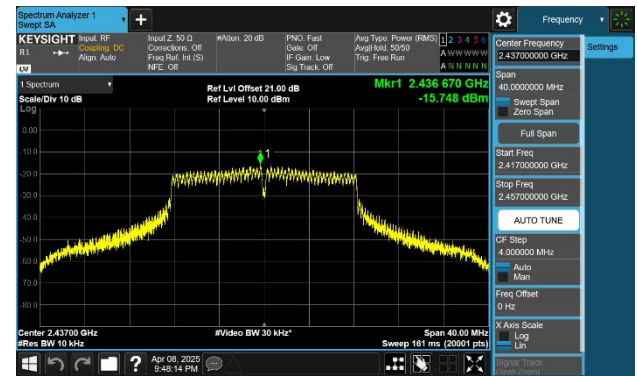 Spectrum Analyzer 1
Swept SA
+
Frequency
KEYSIGHT
Input: RF
Coupling: DC
Align: Auto
Input Z: 50 Ω
Corrections: Off
Freq Ref: Int (S)
NFE: Off
#Atten: 20 dB
PNO: Fast
Gate: Off
IF Gain: Low
Sig Track: Off
Avg Type: Power (RMS)
Avg|Hold: 50/50
Trig: Free Run
1 2 3 4 5 6
A W W W W W
A N N N N N
RL
LXI
1 Spectrum
Scale/Div 10 dB
Log
Ref Lvl Offset 21.00 dB
Ref Level 10.00 dBm
Mkr1 2.436 670 GHz
-15.748 dBm
1
0.00
-10.0
-20.0
-30.0
-40.0
-50.0
-60.0
-70.0
-80.0
Center 2.43700 GHz
#Res BW 10 kHz
#Video BW 30 kHz*
Span 40.00 MHz
Sweep 161 ms (20001 pts)
?
Apr 08, 2025
9:48:14 PM
Center Frequency
2.437000000 GHz
Settings
Span
40.0000000 MHz
Swept Span
Zero Span
Full Span
Start Freq
2.417000000 GHz
Stop Freq
2.457000000 GHz
AUTO TUNE
CF Step
4.000000 MHz
Auto
Man
Freq Offset
0 Hz
X Axis Scale
Log
Lin
Signal Track
(Span Zoom)